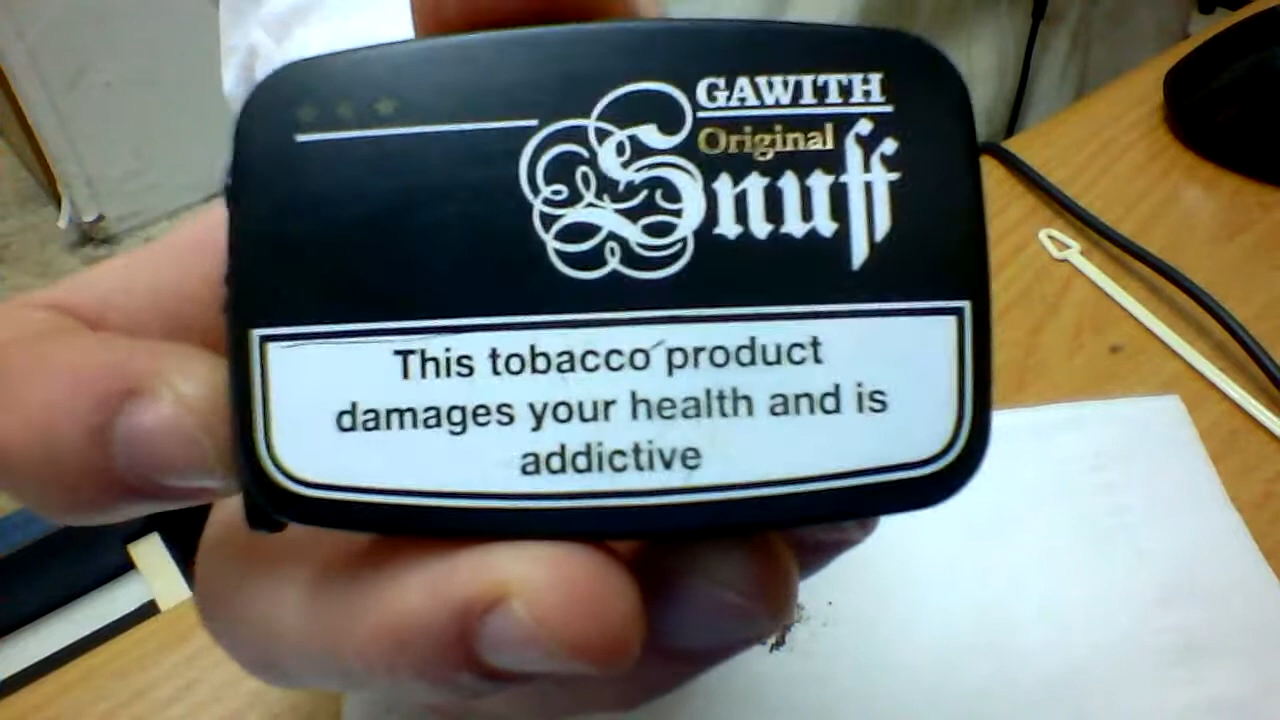 GAWITH
Original
Snuff
This tobacco product
damages your health and is
addictive